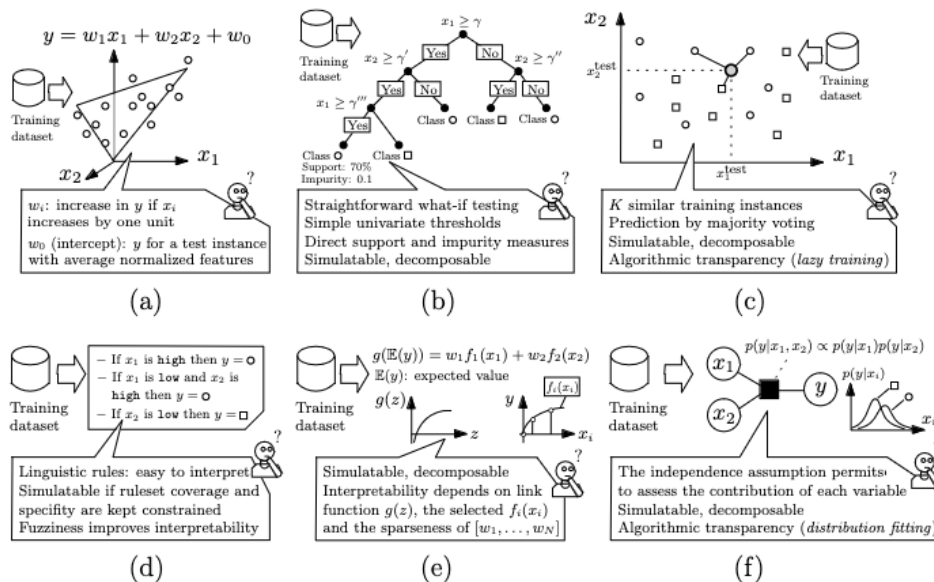 y = w₁x₁ + w₂x₂ + w₀
Training
dataset
x₁
x₂
?
wᵢ: increase in y if xᵢ
increases by one unit
w₀ (intercept): y for a test instance
with average normalized features
(a)
Training
dataset
x₁ ≥ γ
Yes
No
x₂ ≥ γ′
x₂ ≥ γ″
Yes
No
Yes
No
x₁ ≥ γ‴
Class ○
Class □
Class ○
Yes
Class ○
Class □
Support: 70%
Impurity: 0.1
?
Straightforward what-if testing
Simple univariate thresholds
Direct support and impurity measures
Simulatable, decomposable
(b)
x₂
x₂ᵗᵉˢᵗ
Training
dataset
x₁ᵗᵉˢᵗ
x₁
?
K similar training instances
Prediction by majority voting
Simulatable, decomposable
Algorithmic transparency (lazy training)
(c)
Training
dataset
– If x₁ is high then y = ○
– If x₁ is low and x₂ is
high then y = ○
– If x₂ is low then y = □
?
Linguistic rules: easy to interpret
Simulatable if ruleset coverage and
specifity are kept constrained
Fuzziness improves interpretability
(d)
Training
dataset
g(𝔼(y)) = w₁f₁(x₁) + w₂f₂(x₂)
𝔼(y): expected value
g(z)
z
y
fᵢ(xᵢ)
xᵢ
?
Simulatable, decomposable
Interpretability depends on link
function g(z), the selected fᵢ(xᵢ)
and the sparseness of [w₁, . . . , w_N]
(e)
Training
dataset
p(y|x₁, x₂) ∝ p(y|x₁)p(y|x₂)
x₁
x₂
y
p(y|xᵢ)
xᵢ
?
The independence assumption permits
to assess the contribution of each variable
Simulatable, decomposable
Algorithmic transparency (distribution fitting)
(f)